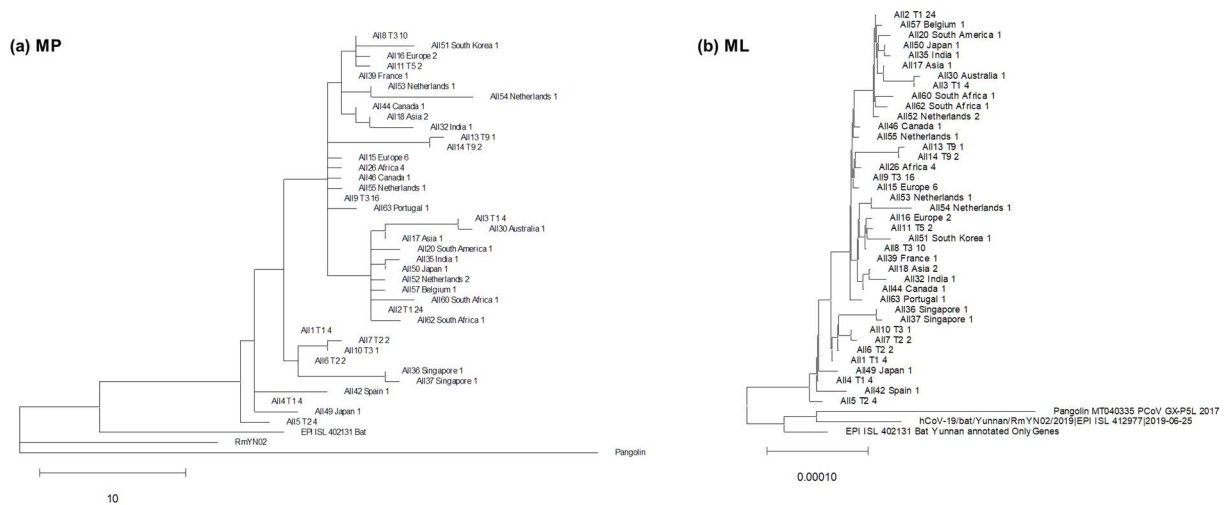 (a) MP
All8 T3 10
All51 South Korea 1
All16 Europe 2
All11 T5 2
All39 France 1
All53 Netherlands 1
All54 Netherlands 1
All44 Canada 1
All18 Asia 2
All32 India 1
All13 T9 1
All14 T9 2
All15 Europe 6
All26 Africa 4
All46 Canada 1
All55 Netherlands 1
All9 T3 16
All63 Portugal 1
All3 T1 4
All30 Australia 1
All17 Asia 1
All20 South America 1
All35 India 1
All50 Japan 1
All52 Netherlands 2
All57 Belgium 1
All60 South Africa 1
All2 T1 24
All62 South Africa 1
All1 T1 4
All7 T2 2
All10 T3 1
All6 T2 2
All36 Singapore 1
All37 Singapore 1
All42 Spain 1
All4 T1 4
All49 Japan 1
All5 T2 4
EPI ISL 402131 Bat
RmYN02
Pangolin
10
(b) ML
All2 T1 24
All57 Belgium 1
All20 South America 1
All50 Japan 1
All35 India 1
All17 Asia 1
All30 Australia 1
All3 T1 4
All60 South Africa 1
All62 South Africa 1
All52 Netherlands 2
All46 Canada 1
All55 Netherlands 1
All13 T9 1
All14 T9 2
All26 Africa 4
All9 T3 16
All15 Europe 6
All53 Netherlands 1
All54 Netherlands 1
All16 Europe 2
All11 T5 2
All51 South Korea 1
All8 T3 10
All39 France 1
All18 Asia 2
All32 India 1
All44 Canada 1
All63 Portugal 1
All36 Singapore 1
All37 Singapore 1
All10 T3 1
All7 T2 2
All6 T2 2
All1 T1 4
All49 Japan 1
All4 T1 4
All42 Spain 1
All5 T2 4
Pangolin MT040335 PCoV GX-P5L 2017
hCoV-19/bat/Yunnan/RmYN02/2019|EPI ISL 412977|2019-06-25
EPI ISL 402131 Bat Yunnan annotated OnlyGenes
0.00010